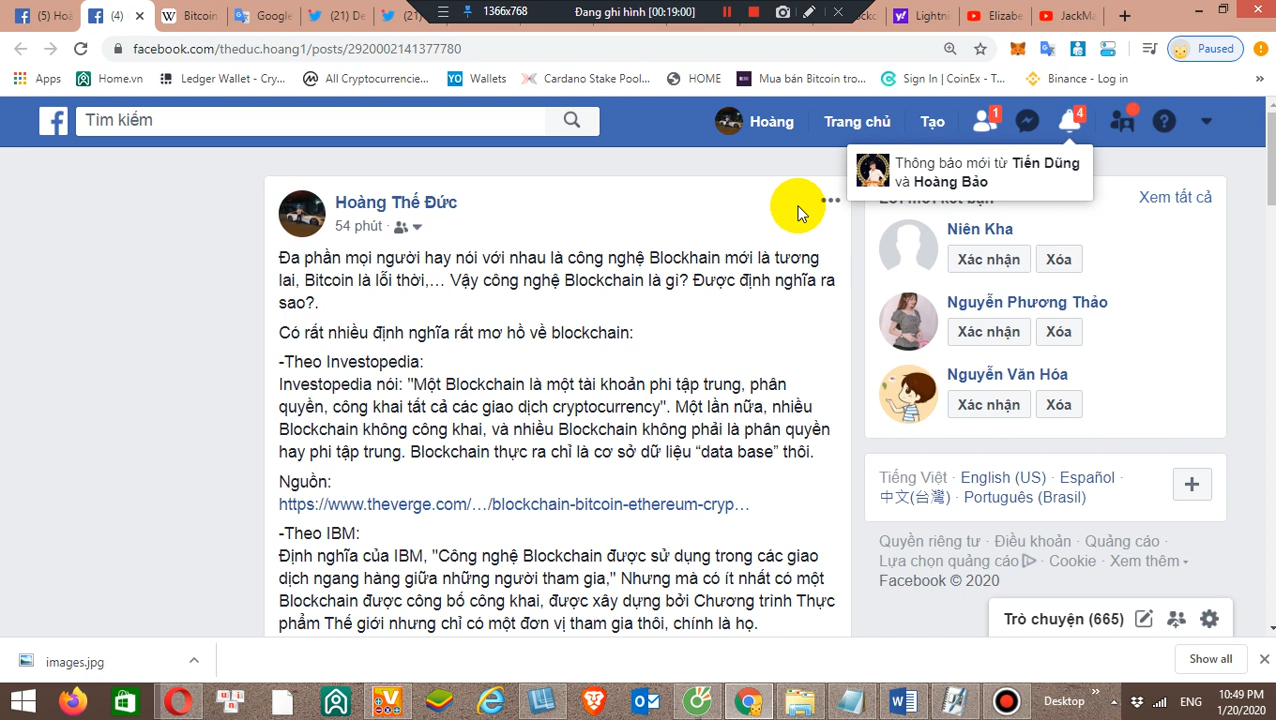 1366x768
Đang ghi hình [00:19:00]
(5) Hoà
(4)
Bitcoin
Google
(21) De
(21)
Lightni
Elizabe
JackMa
facebook.com/theduc.hoang1/posts/2920002141377780
Paused
Apps
Home.vn
Ledger Wallet - Cry...
All Cryptocurrencie...
Wallets
Cardano Stake Pool...
HOME
Mua bán Bitcoin tro...
Sign In | CoinEx - T...
Binance - Log in
»
Tìm kiếm
Hoàng
Trang chủ
Tạo
1
4
Thông báo mới từ Tiến Dũng
và Hoàng Bảo
Hoàng Thế Đức
54 phút
Đa phần mọi người hay nói với nhau là công nghệ Blockhain mới là tương
lai, Bitcoin là lỗi thời,... Vậy công nghệ Blockchain là gì? Được định nghĩa ra
sao?.
Có rất nhiều định nghĩa rất mơ hồ về blockchain:
-Theo Investopedia:
Investopedia nói: "Một Blockchain là một tài khoản phi tập trung, phân
quyền, công khai tất cả các giao dịch cryptocurrency". Một lần nữa, nhiều
Blockchain không công khai, và nhiều Blockchain không phải là phân quyền
hay phi tập trung. Blockchain thực ra chỉ là cơ sở dữ liệu “data base” thôi.
Nguồn:
https://www.theverge.com/…/blockchain-bitcoin-ethereum-cryp…
-Theo IBM:
Định nghĩa của IBM, "Công nghệ Blockchain được sử dụng trong các giao
dịch ngang hàng giữa những người tham gia," Nhưng mà có ít nhất có một
Blockchain được công bố công khai, được xây dựng bởi Chương trình Thực
phẩm Thế giới nhưng chỉ có một đơn vị tham gia thôi, chính là họ.
Xem tất cả
Niên Kha
Xác nhận
Xóa
Nguyễn Phương Thảo
Xác nhận
Xóa
Nguyễn Văn Hóa
Xác nhận
Xóa
Tiếng Việt · English (US) · Español ·
中文(台灣) · Português (Brasil)
Quyền riêng tư · Điều khoản · Quảng cáo ·
Lựa chọn quảng cáo · Cookie · Xem thêm
Facebook © 2020
Trò chuyện (665)
images.jpg
Show all
Desktop
»
ENG
10:49 PM
1/20/2020